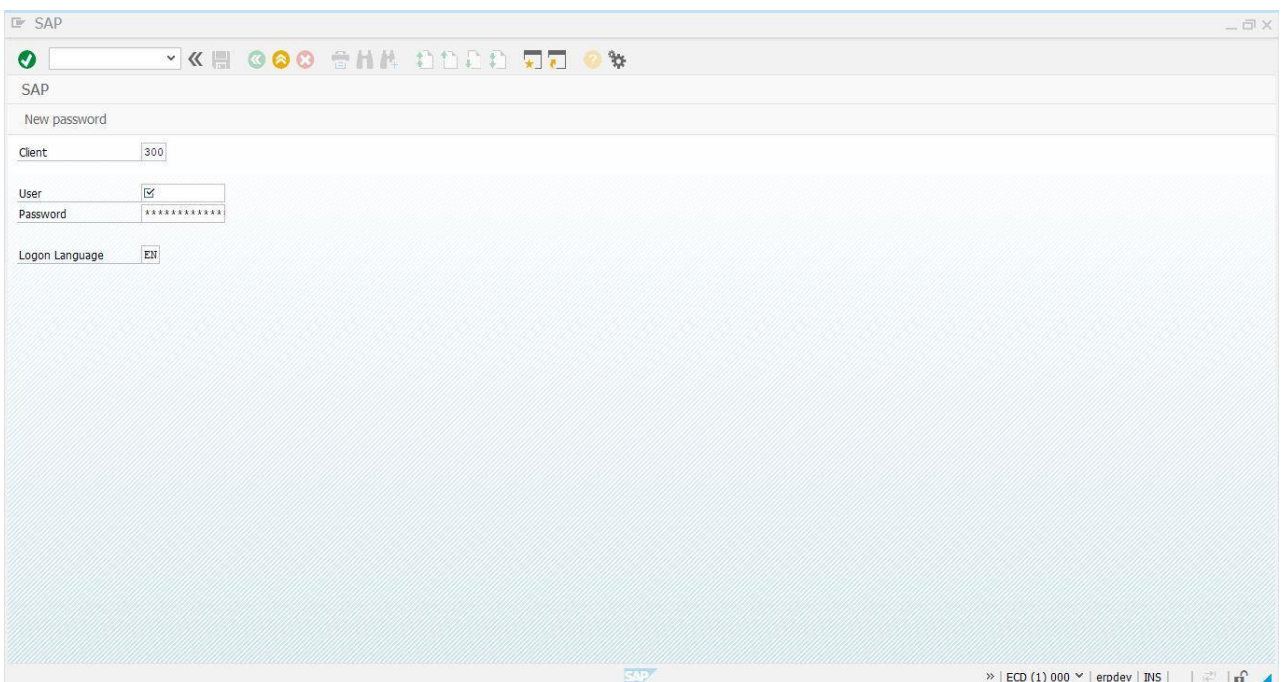 SAP
SAP
New password
Client 300
User
Password ************
Logon Language EN
SAP
» | ECD (1) 000 | erpdev | INS |